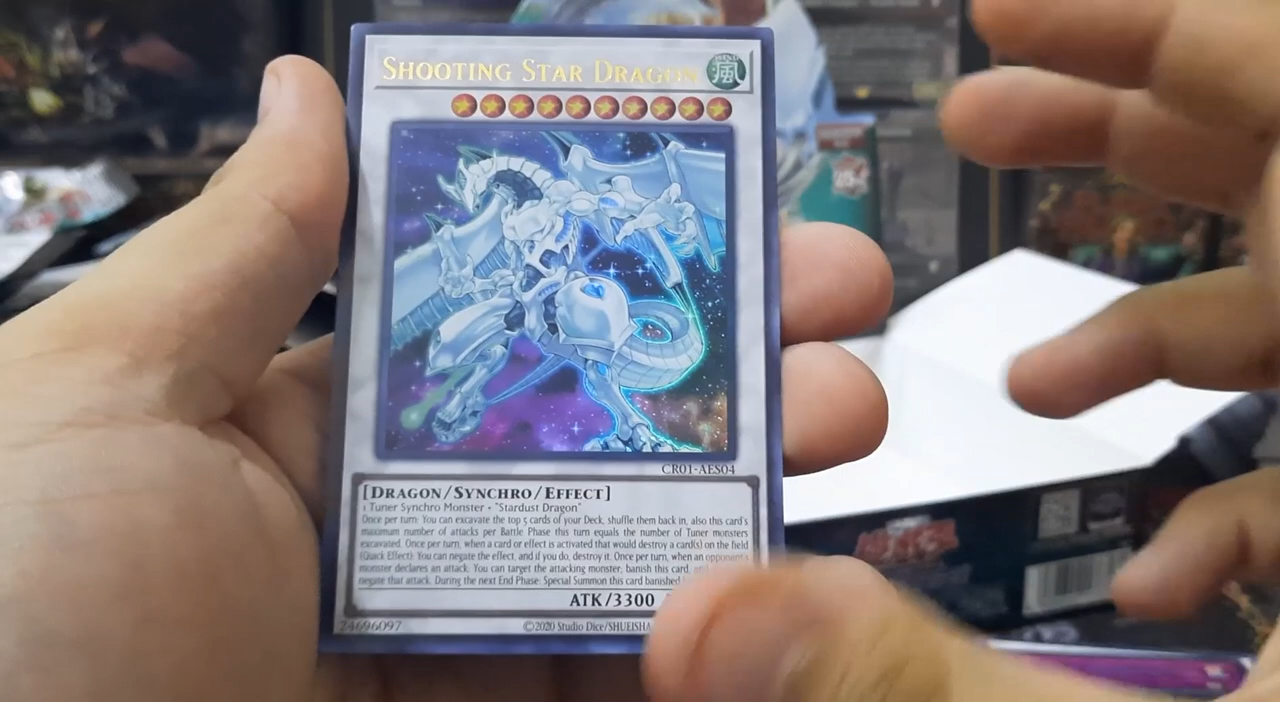 SHOOTING STAR DRAGON
WIND
風
CR01-AES04
[DRAGON/SYNCHRO/EFFECT]
1 Tuner Synchro Monster + "Stardust Dragon"
Once per turn: You can excavate the top 5 cards of your Deck, shuffle them back in, also this card's
maximum number of attacks per Battle Phase this turn equals the number of Tuner monsters
excavated. Once per turn, when a card or effect is activated that would destroy a card(s) on the field
(Quick Effect): You can negate the effect, and if you do, destroy it. Once per turn, when an opponent's
monster declares an attack: You can target the attacking monster; banish this card,
negate that attack. During the next End Phase: Special Summon this card banished
ATK/3300
24696097
©2020 Studio Dice/SHUEISHA